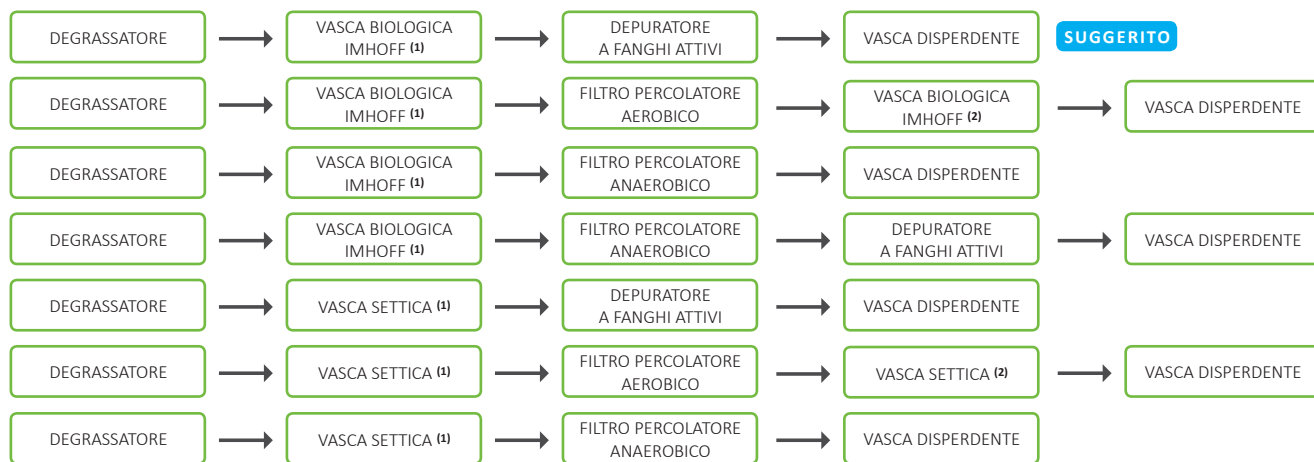 DEGRASSATORE
VASCA BIOLOGICA
IMHOFF (1)
DEPURATORE
A FANGHI ATTIVI
VASCA DISPERDENTE
SUGGERITO
DEGRASSATORE
VASCA BIOLOGICA
IMHOFF (1)
FILTRO PERCOLATORE
AEROBICO
VASCA BIOLOGICA
IMHOFF (2)
VASCA DISPERDENTE
DEGRASSATORE
VASCA BIOLOGICA
IMHOFF (1)
FILTRO PERCOLATORE
ANAEROBICO
VASCA DISPERDENTE
DEGRASSATORE
VASCA BIOLOGICA
IMHOFF (1)
FILTRO PERCOLATORE
ANAEROBICO
DEPURATORE
A FANGHI ATTIVI
VASCA DISPERDENTE
DEGRASSATORE
VASCA SETTICA (1)
DEPURATORE
A FANGHI ATTIVI
VASCA DISPERDENTE
DEGRASSATORE
VASCA SETTICA (1)
FILTRO PERCOLATORE
AEROBICO
VASCA SETTICA (2)
VASCA DISPERDENTE
DEGRASSATORE
VASCA SETTICA (1)
FILTRO PERCOLATORE
ANAEROBICO
VASCA DISPERDENTE